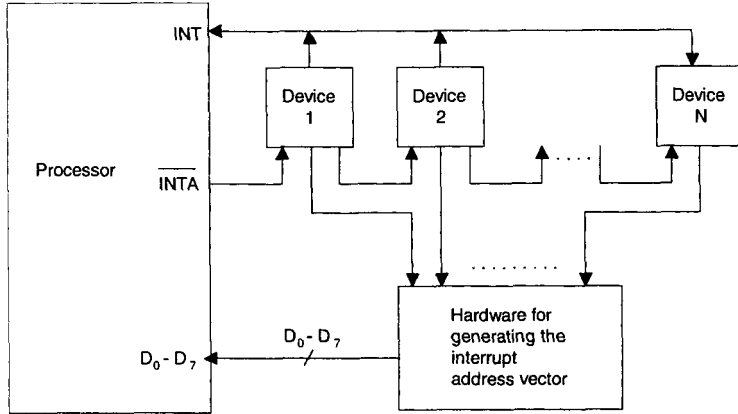 INT
Device
1
Device
2
Device
N
Processor
INTA
. . . . .
. . . . . . . . . .
Hardware for
generating the
interrupt
address vector
D0 - D7
D0 - D7